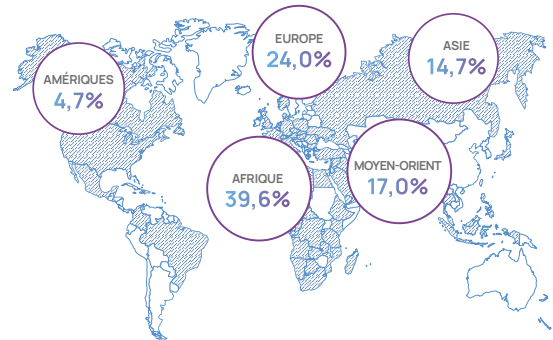 EUROPE
24,0%
ASIE
14,7%
AMÉRIQUES
4,7%
AFRIQUE
39,6%
MOYEN-ORIENT
17,0%